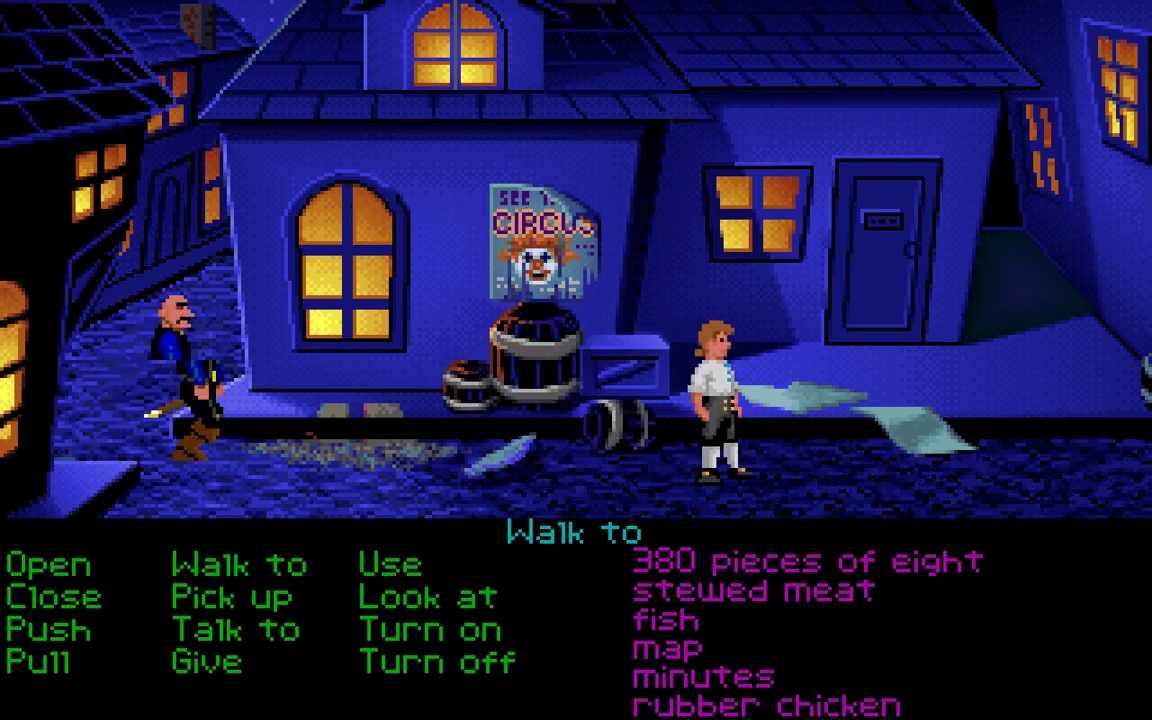 SEE
CIRCUS
Walk to
Open Walk to Use 380 pieces of eight
Close Pick up Look at stewed meat
Push Talk to Turn on fish
Pull Give Turn off map
minutes
rubber chicken